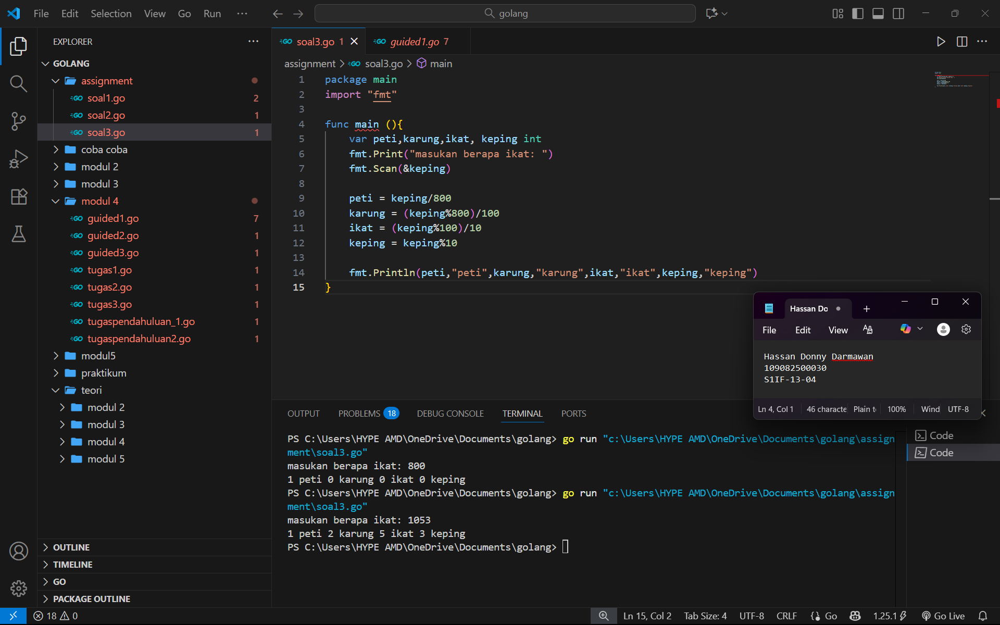 File Edit Selection View Go Run ···
golang
EXPLORER
GOLANG
assignment
soal1.go 2
soal2.go 1
soal3.go 1
coba coba
modul 2
modul 3
modul 4
guided1.go 7
guided2.go 1
guided3.go 1
tugas1.go 1
tugas2.go 1
tugas3.go 1
tugaspendahuluan_1.go 1
tugaspendahuluan2.go 1
modul5
praktikum
teori
modul 2
modul 3
modul 4
modul 5
OUTLINE
TIMELINE
GO
PACKAGE OUTLINE
GO soal3.go 1
GO guided1.go 7
assignment > GO soal3.go > main
1 package main
2 import "fmt"
3
4 func main (){
5 var peti,karung,ikat, keping int
6 fmt.Print("masukan berapa ikat: ")
7 fmt.Scan(&keping)
8
9 peti = keping/800
10 karung = (keping%800)/100
11 ikat = (keping%100)/10
12 keping = keping%10
13
14 fmt.Println(peti,"peti",karung,"karung",ikat,"ikat",keping,"keping")
15 }
Hassan Do
File Edit View
Hassan Donny Darmawan
109082500030
S1IF-13-04
Ln 4, Col 1 46 characte Plain t 100% Wind UTF-8
OUTPUT PROBLEMS 18 DEBUG CONSOLE TERMINAL PORTS
PS C:\Users\HYPE AMD\OneDrive\Documents\golang> go run "c:\Users\HYPE AMD\OneDrive\Documents\golang\assign
ment\soal3.go"
masukan berapa ikat: 800
1 peti 0 karung 0 ikat 0 keping
PS C:\Users\HYPE AMD\OneDrive\Documents\golang> go run "c:\Users\HYPE AMD\OneDrive\Documents\golang\assign
ment\soal3.go"
masukan berapa ikat: 1053
1 peti 2 karung 5 ikat 3 keping
PS C:\Users\HYPE AMD\OneDrive\Documents\golang>
Code
Code
18 0
Ln 15, Col 2 Tab Size: 4 UTF-8 CRLF Go 1.25.1 Go Live